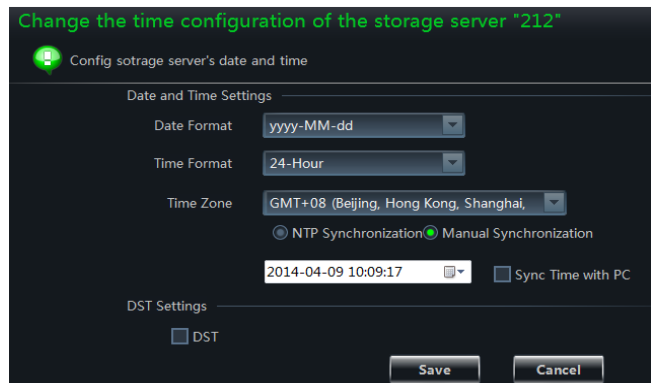 Change the time configuration of the storage server "212"
Config sotrage server's date and time
Date and Time Settings
Date Format yyyy-MM-dd
Time Format 24-Hour
Time Zone GMT+08 (Beijing, Hong Kong, Shanghai,
NTP Synchronization Manual Synchronization
2014-04-09 10:09:17 Sync Time with PC
DST Settings
DST
Save Cancel